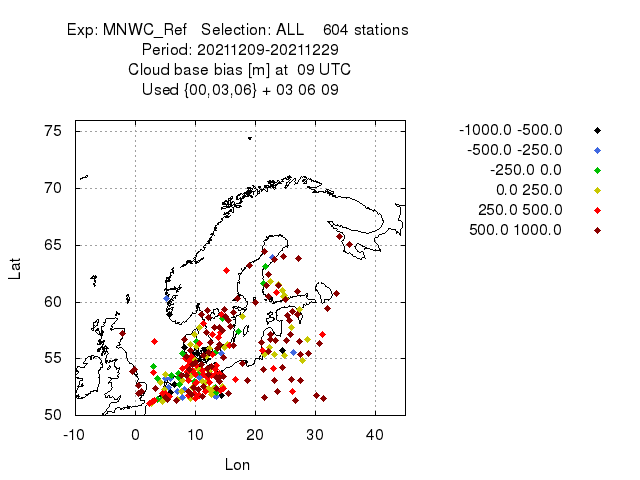 Exp: MNWC_Ref   Selection: ALL    604 stations
Period: 20211209-20211229
Cloud base bias [m] at  09 UTC
Used {00,03,06} + 03 06 09
-1000.0 -500.0
-500.0 -250.0
-250.0 0.0
0.0 250.0
250.0 500.0
500.0 1000.0
75
70
65
60
55
50
Lat
-10 0 10 20 30 40
Lon